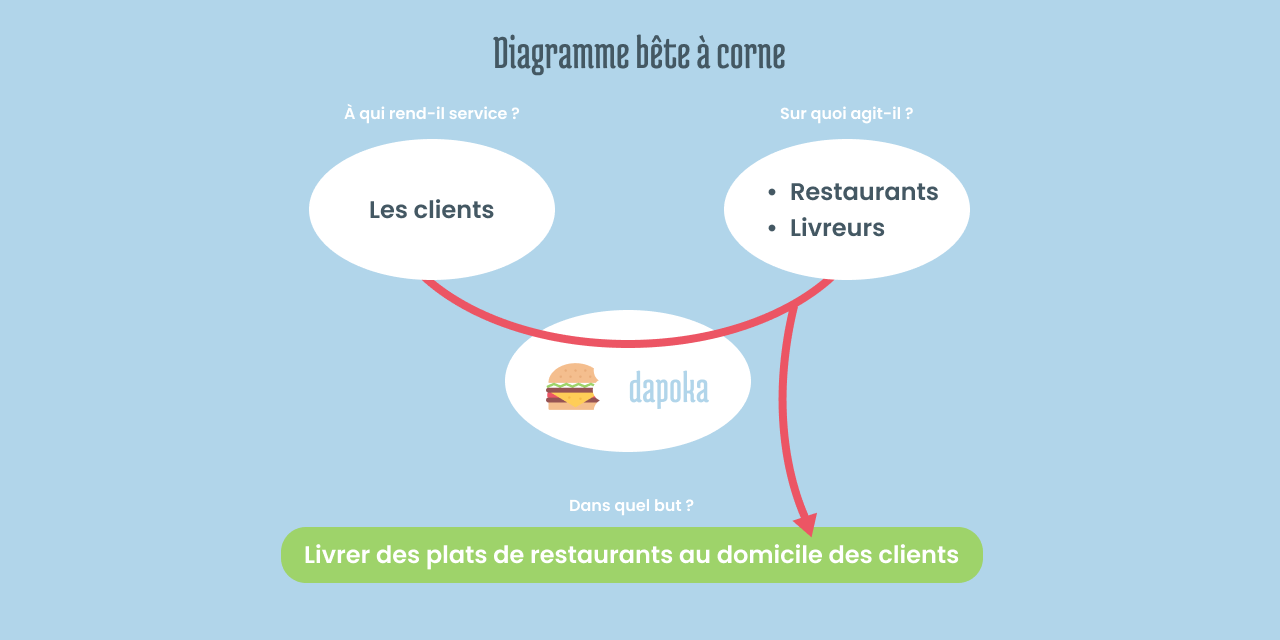 Diagramme bête à corne
À qui rend-il service ?
Sur quoi agit-il ?
Les clients
• Restaurants
• Livreurs
dapoka
Dans quel but ?
Livrer des plats de restaurants au domicile des clients